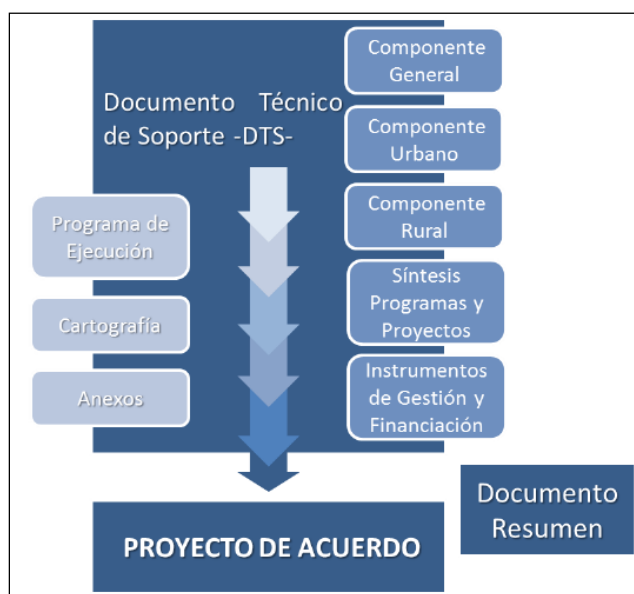 Documento Técnico
de Soporte -DTS-
Componente
General
Componente
Urbano
Componente
Rural
Síntesis
Programas y
Proyectos
Instrumentos
de Gestión y
Financiación
Programa de
Ejecución
Cartografía
Anexos
PROYECTO DE ACUERDO
Documento
Resumen